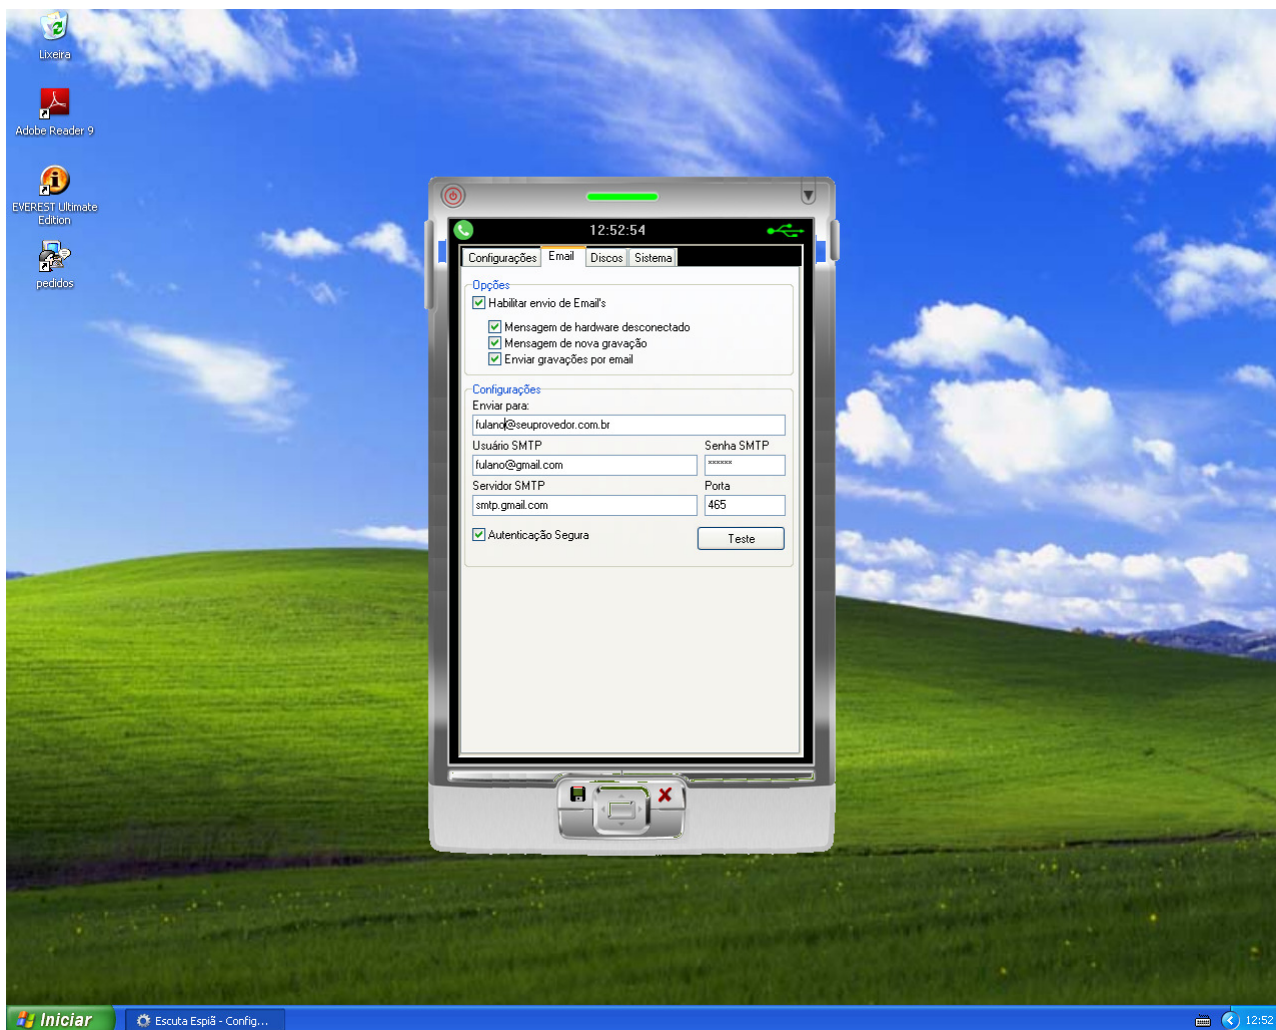 Lixeira
Adobe Reader 9
EVEREST Ultimate
Edition
pedidos
12:52:54
Configurações Email Discos Sistema
Opções
Habilitar envio de Email's
Mensagem de hardware desconectado
Mensagem de nova gravação
Enviar gravações por email
Configurações
Enviar para:
fulano@seuprovedor.com.br
Usuário SMTP Senha SMTP
fulano@gmail.com ******
Servidor SMTP Porta
smtp.gmail.com 465
Autenticação Segura Teste
Iniciar Escuta Espiã - Config... 12:52